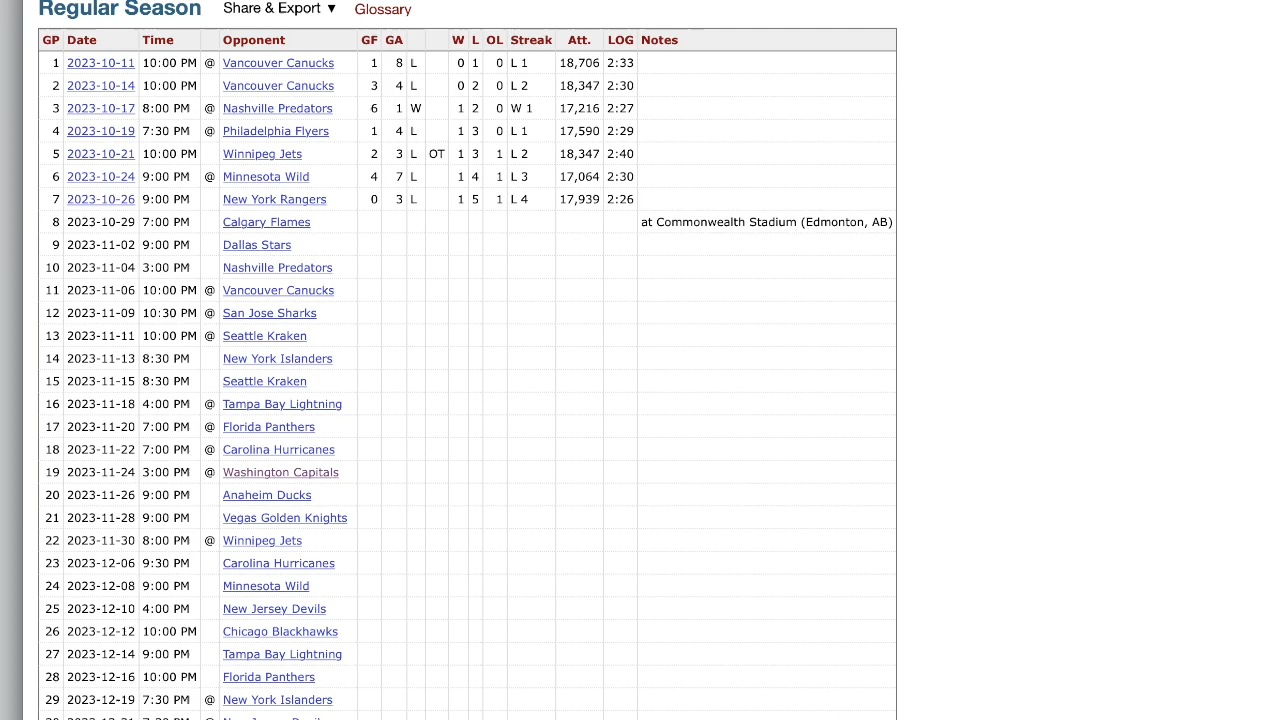 Regular Season Share & Export ▼ Glossary
GP Date Time Opponent GF GA W L OL Streak Att. LOG Notes
1 2023-10-11 10:00 PM @ Vancouver Canucks 1 8 L 0 1 0 L 1 18,706 2:33
2 2023-10-14 10:00 PM Vancouver Canucks 3 4 L 0 2 0 L 2 18,347 2:30
3 2023-10-17 8:00 PM @ Nashville Predators 6 1 W 1 2 0 W 1 17,216 2:27
4 2023-10-19 7:30 PM @ Philadelphia Flyers 1 4 L 1 3 0 L 1 17,590 2:29
5 2023-10-21 10:00 PM Winnipeg Jets 2 3 L OT 1 3 1 L 2 18,347 2:40
6 2023-10-24 9:00 PM @ Minnesota Wild 4 7 L 1 4 1 L 3 17,064 2:30
7 2023-10-26 9:00 PM New York Rangers 0 3 L 1 5 1 L 4 17,939 2:26
8 2023-10-29 7:00 PM Calgary Flames at Commonwealth Stadium (Edmonton, AB)
9 2023-11-02 9:00 PM Dallas Stars
10 2023-11-04 3:00 PM Nashville Predators
11 2023-11-06 10:00 PM @ Vancouver Canucks
12 2023-11-09 10:30 PM @ San Jose Sharks
13 2023-11-11 10:00 PM @ Seattle Kraken
14 2023-11-13 8:30 PM New York Islanders
15 2023-11-15 8:30 PM Seattle Kraken
16 2023-11-18 4:00 PM @ Tampa Bay Lightning
17 2023-11-20 7:00 PM @ Florida Panthers
18 2023-11-22 7:00 PM @ Carolina Hurricanes
19 2023-11-24 3:00 PM @ Washington Capitals
20 2023-11-26 9:00 PM Anaheim Ducks
21 2023-11-28 9:00 PM Vegas Golden Knights
22 2023-11-30 8:00 PM @ Winnipeg Jets
23 2023-12-06 9:30 PM Carolina Hurricanes
24 2023-12-08 9:00 PM Minnesota Wild
25 2023-12-10 4:00 PM New Jersey Devils
26 2023-12-12 10:00 PM Chicago Blackhawks
27 2023-12-14 9:00 PM Tampa Bay Lightning
28 2023-12-16 10:00 PM Florida Panthers
29 2023-12-19 7:30 PM @ New York Islanders